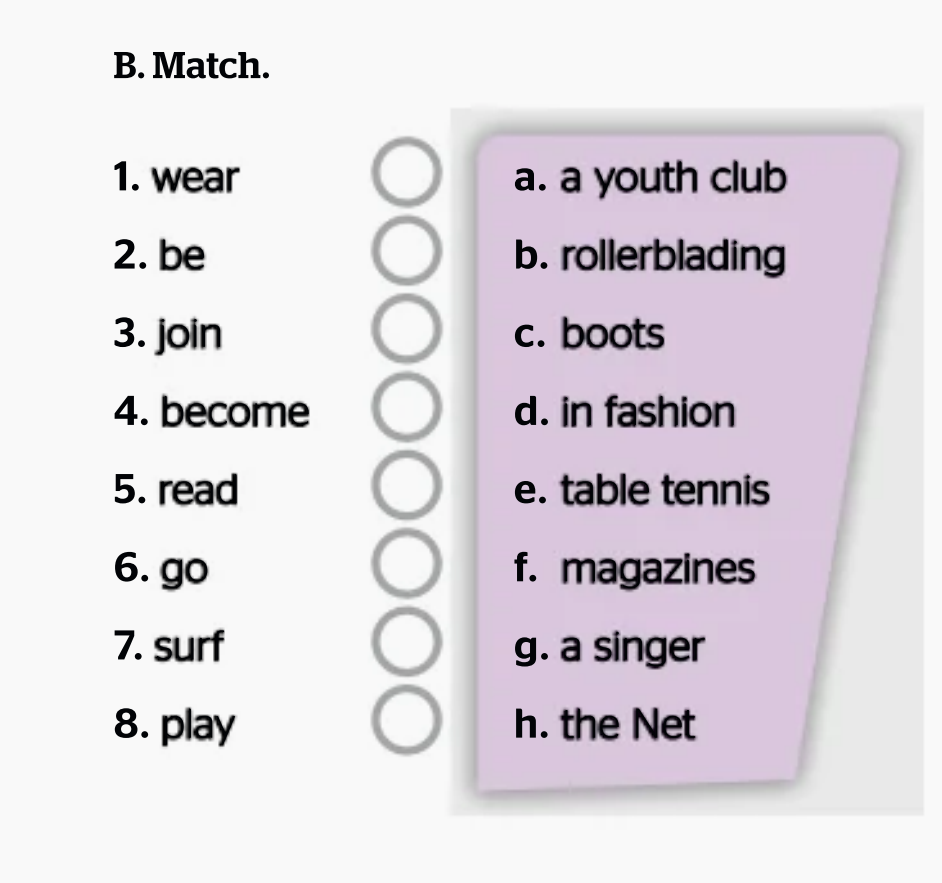 B. Match.
1. wear
a. a youth club
2. be
b. rollerblading
3. join
c. boots
4. become
d. in fashion
5. read
e. table tennis
6. go
f. magazines
7. surf
g. a singer
8. play
h. the Net